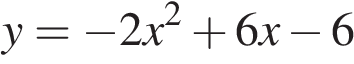 y = −2x² + 6x − 6